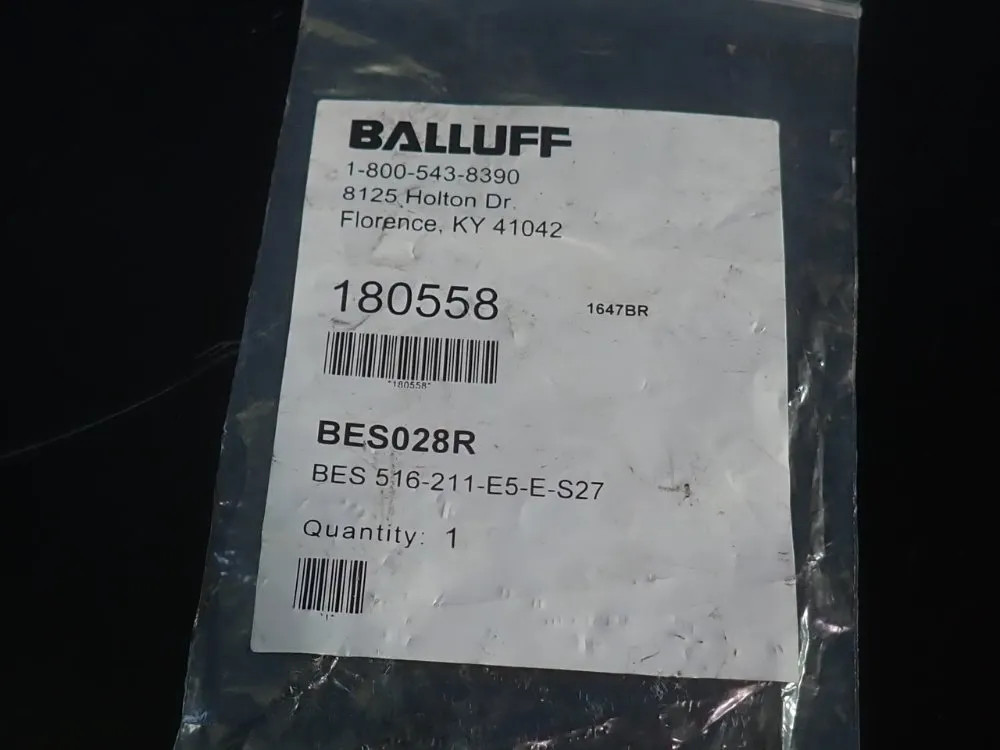 BALLUFF
1-800-543-8390
8125 Holton Dr.
Florence, KY 41042
180558 1647BR
*180558*
BES028R
BES 516-211-E5-E-S27
Quantity: 1
*1*